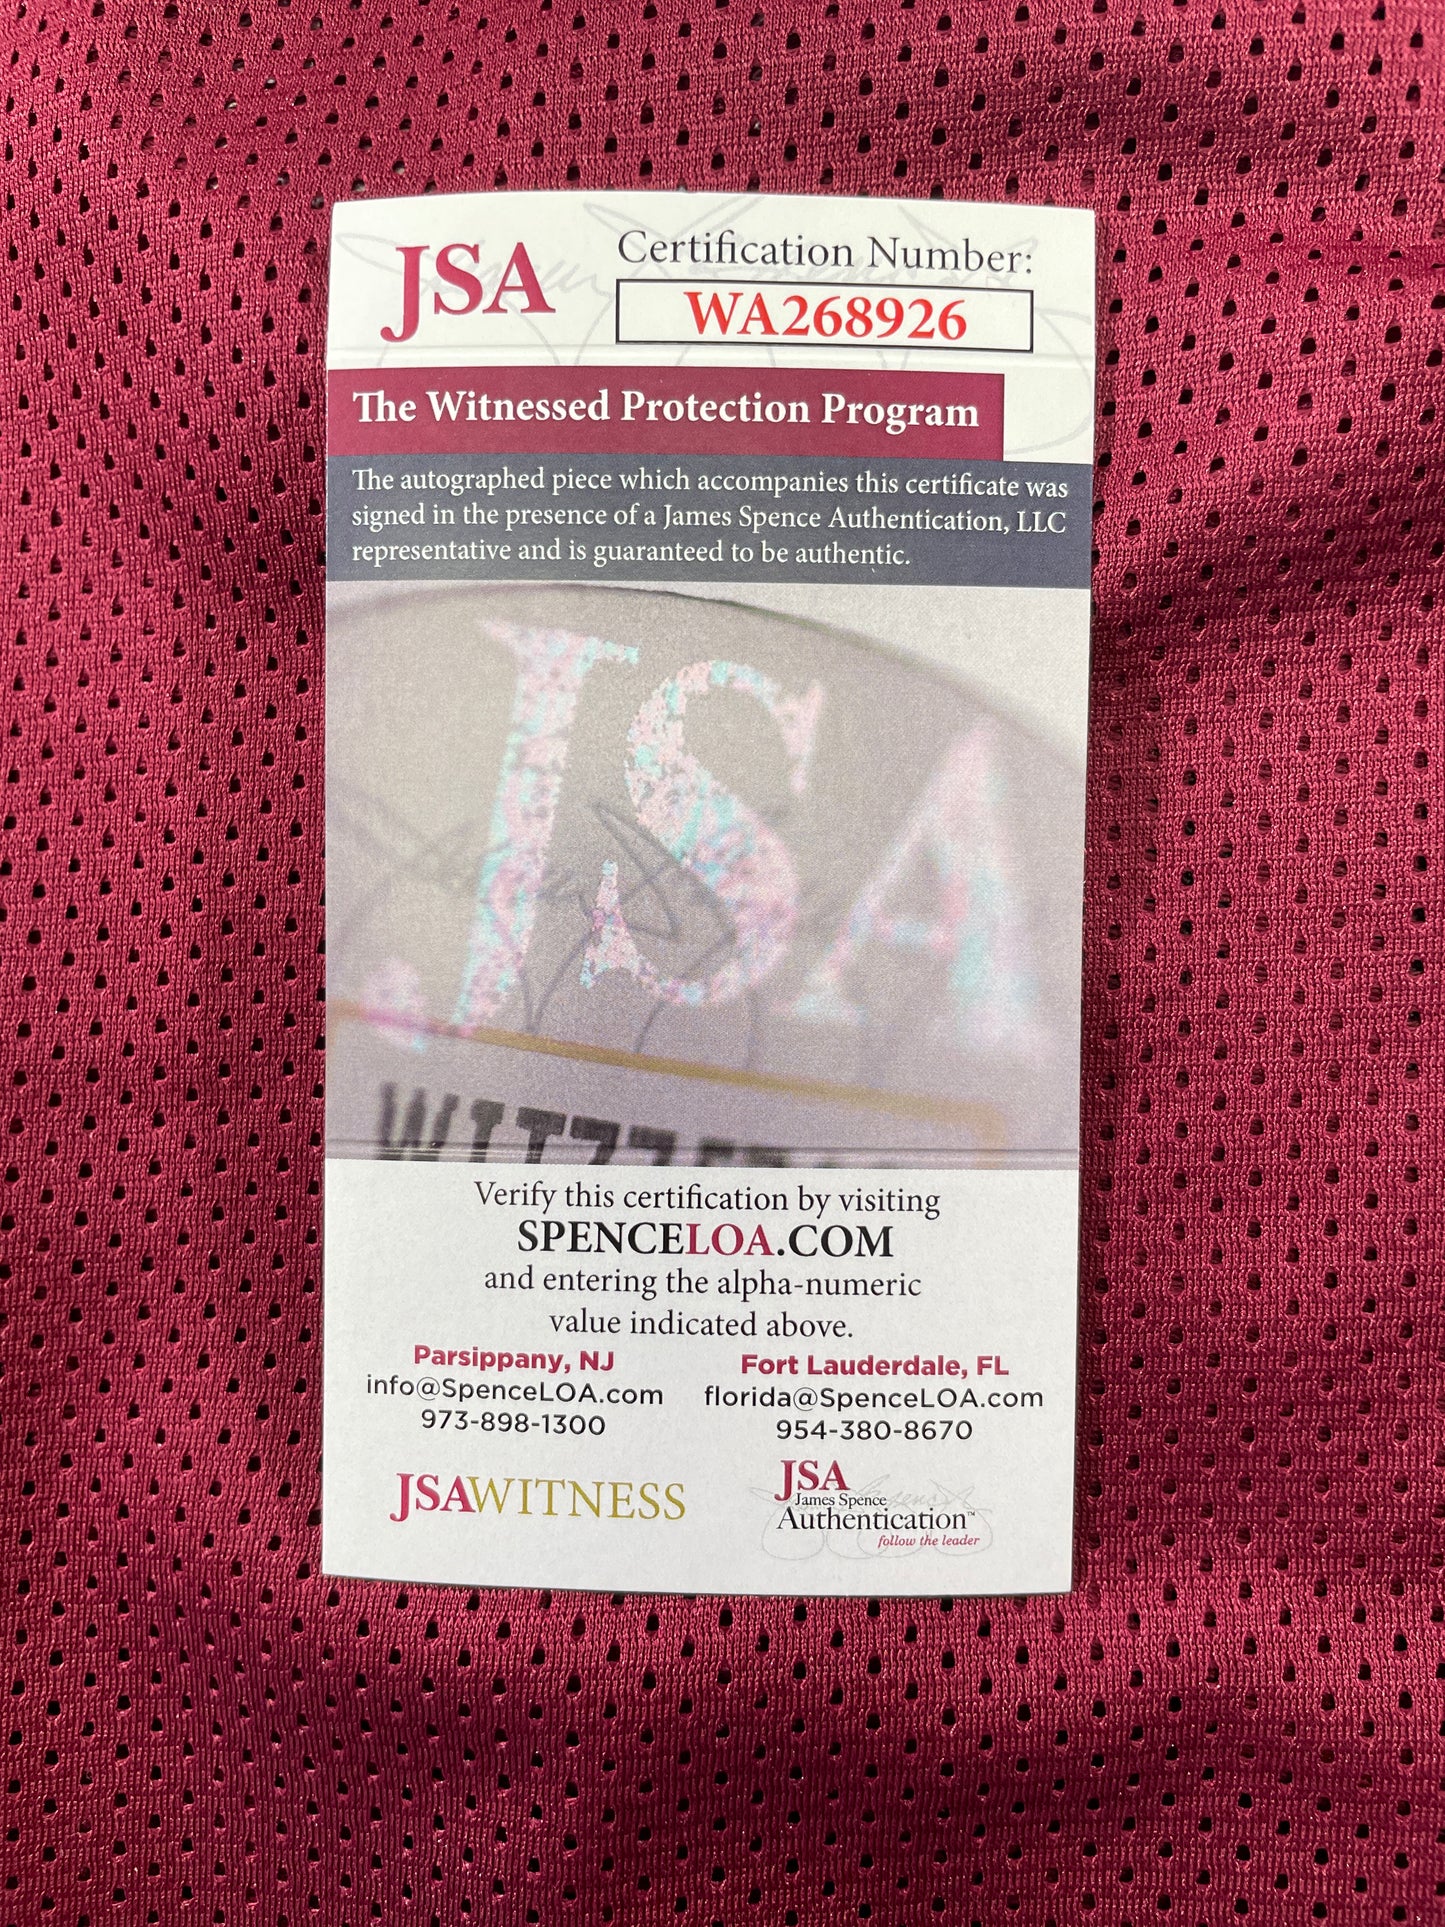 JSA
Certification Number:
WA268926
The Witnessed Protection Program
The autographed piece which accompanies this certificate was
signed in the presence of a James Spence Authentication, LLC
representative and is guaranteed to be authentic.
JSA
Verify this certification by visiting
SPENCELOA.COM
and entering the alpha-numeric
value indicated above.
Parsippany, NJ
info@SpenceLOA.com
973-898-1300
Fort Lauderdale, FL
florida@SpenceLOA.com
954-380-8670
JSAWITNESS
JSA
James Spence
Authentication™
follow the leader